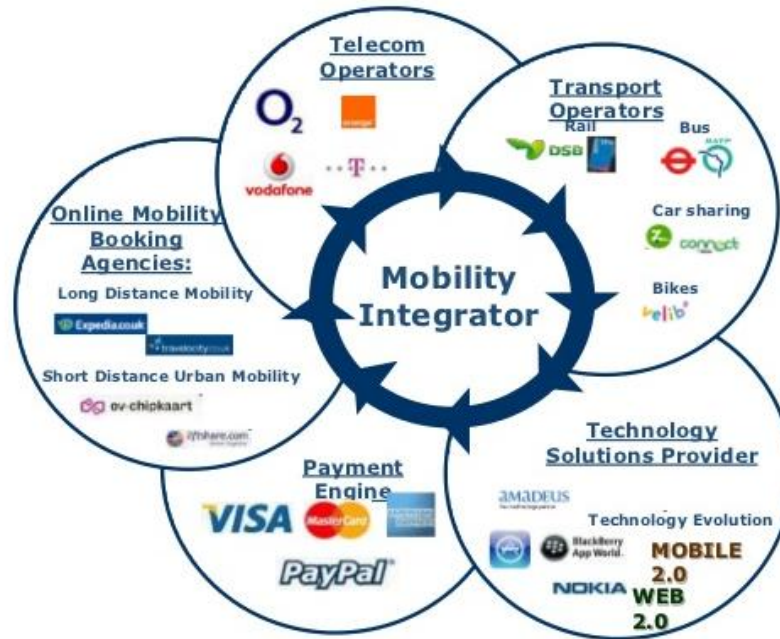 Telecom
Operators
O2
orange
vodafone
T
Transport
Operators
Rail
Bus
DSB
RATP
Car sharing
Z
connect
Bikes
velib'
Online Mobility
Booking
Agencies:
Long Distance Mobility
Expedia.co.uk
travelocity.co.uk
Short Distance Urban Mobility
ov-chipkaart
liftshare.com
Mobility
Integrator
Technology
Solutions Provider
amadeus
Technology Evolution
BlackBerry
App World.
MOBILE
2.0
NOKIA
WEB
2.0
Payment
Engine
VISA
MasterCard
AMERICAN
EXPRESS
PayPal